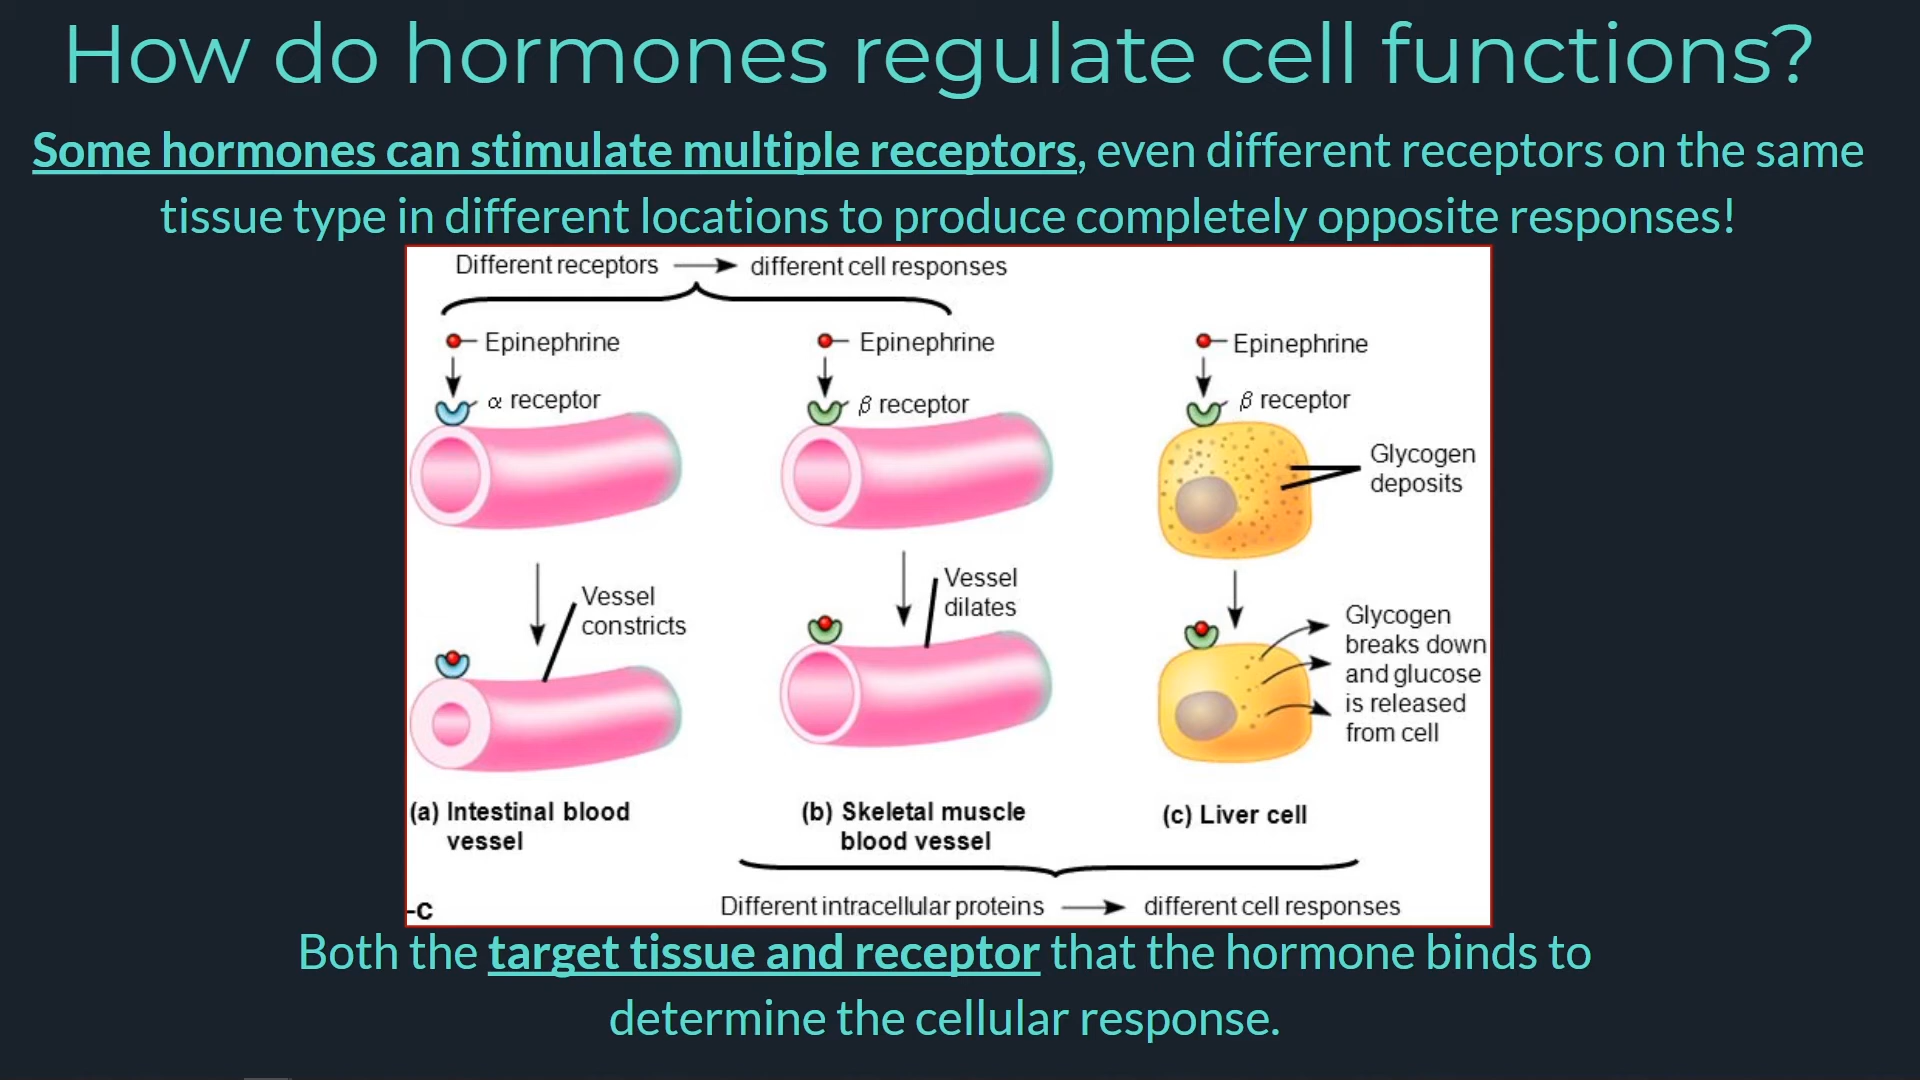 How do hormones regulate cell functions?
Some hormones can stimulate multiple receptors, even different receptors on the same
tissue type in different locations to produce completely opposite responses!
Different receptors → different cell responses
Epinephrine
α receptor
Vessel
constricts
(a) Intestinal blood
vessel
Epinephrine
β receptor
Vessel
dilates
(b) Skeletal muscle
blood vessel
Epinephrine
β receptor
Glycogen
deposits
Glycogen
breaks down
and glucose
is released
from cell
(c) Liver cell
-c
Different intracellular proteins → different cell responses
Both the target tissue and receptor that the hormone binds to
determine the cellular response.